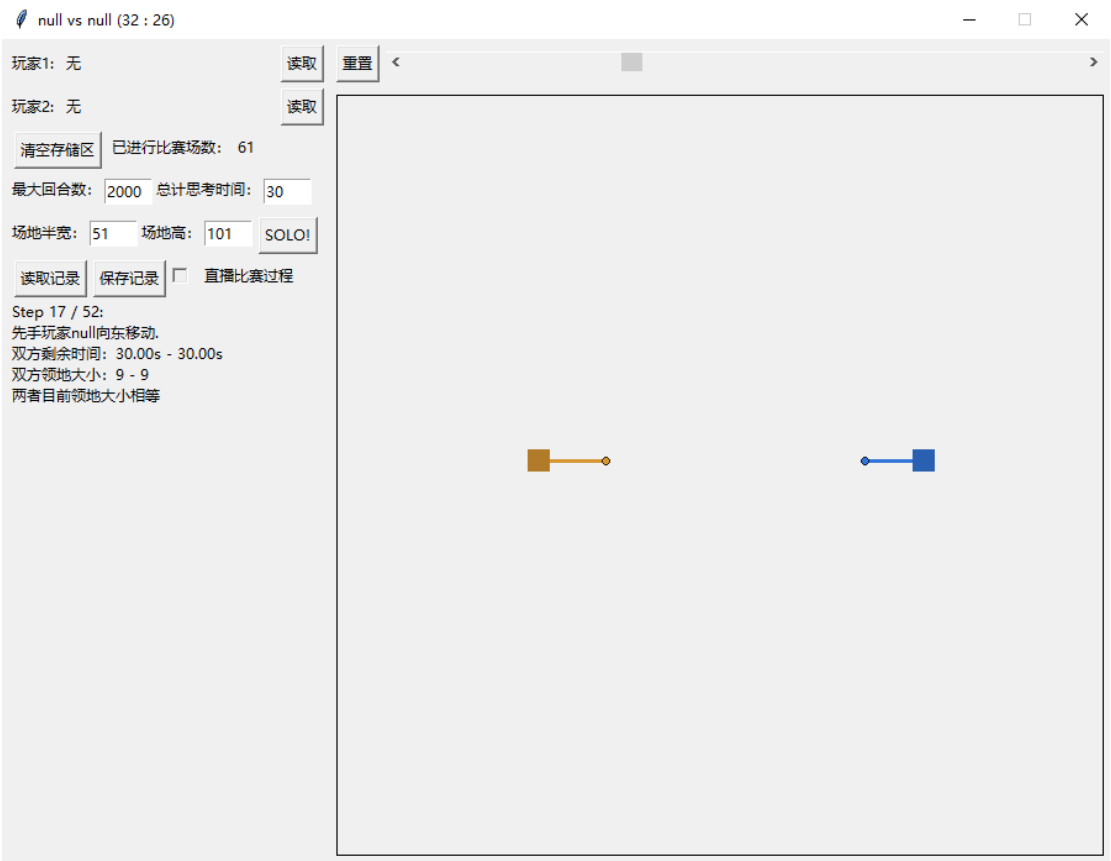 null vs null (32 : 26)
玩家1: 无 读取 重置
玩家2: 无 读取
清空存储区 已进行比赛场数: 61
最大回合数: 2000 总计思考时间: 30
场地半宽: 51 场地高: 101 SOLO!
读取记录 保存记录 直播比赛过程
Step 17 / 52:
先手玩家null向东移动.
双方剩余时间: 30.00s - 30.00s
双方领地大小: 9 - 9
两者目前领地大小相等